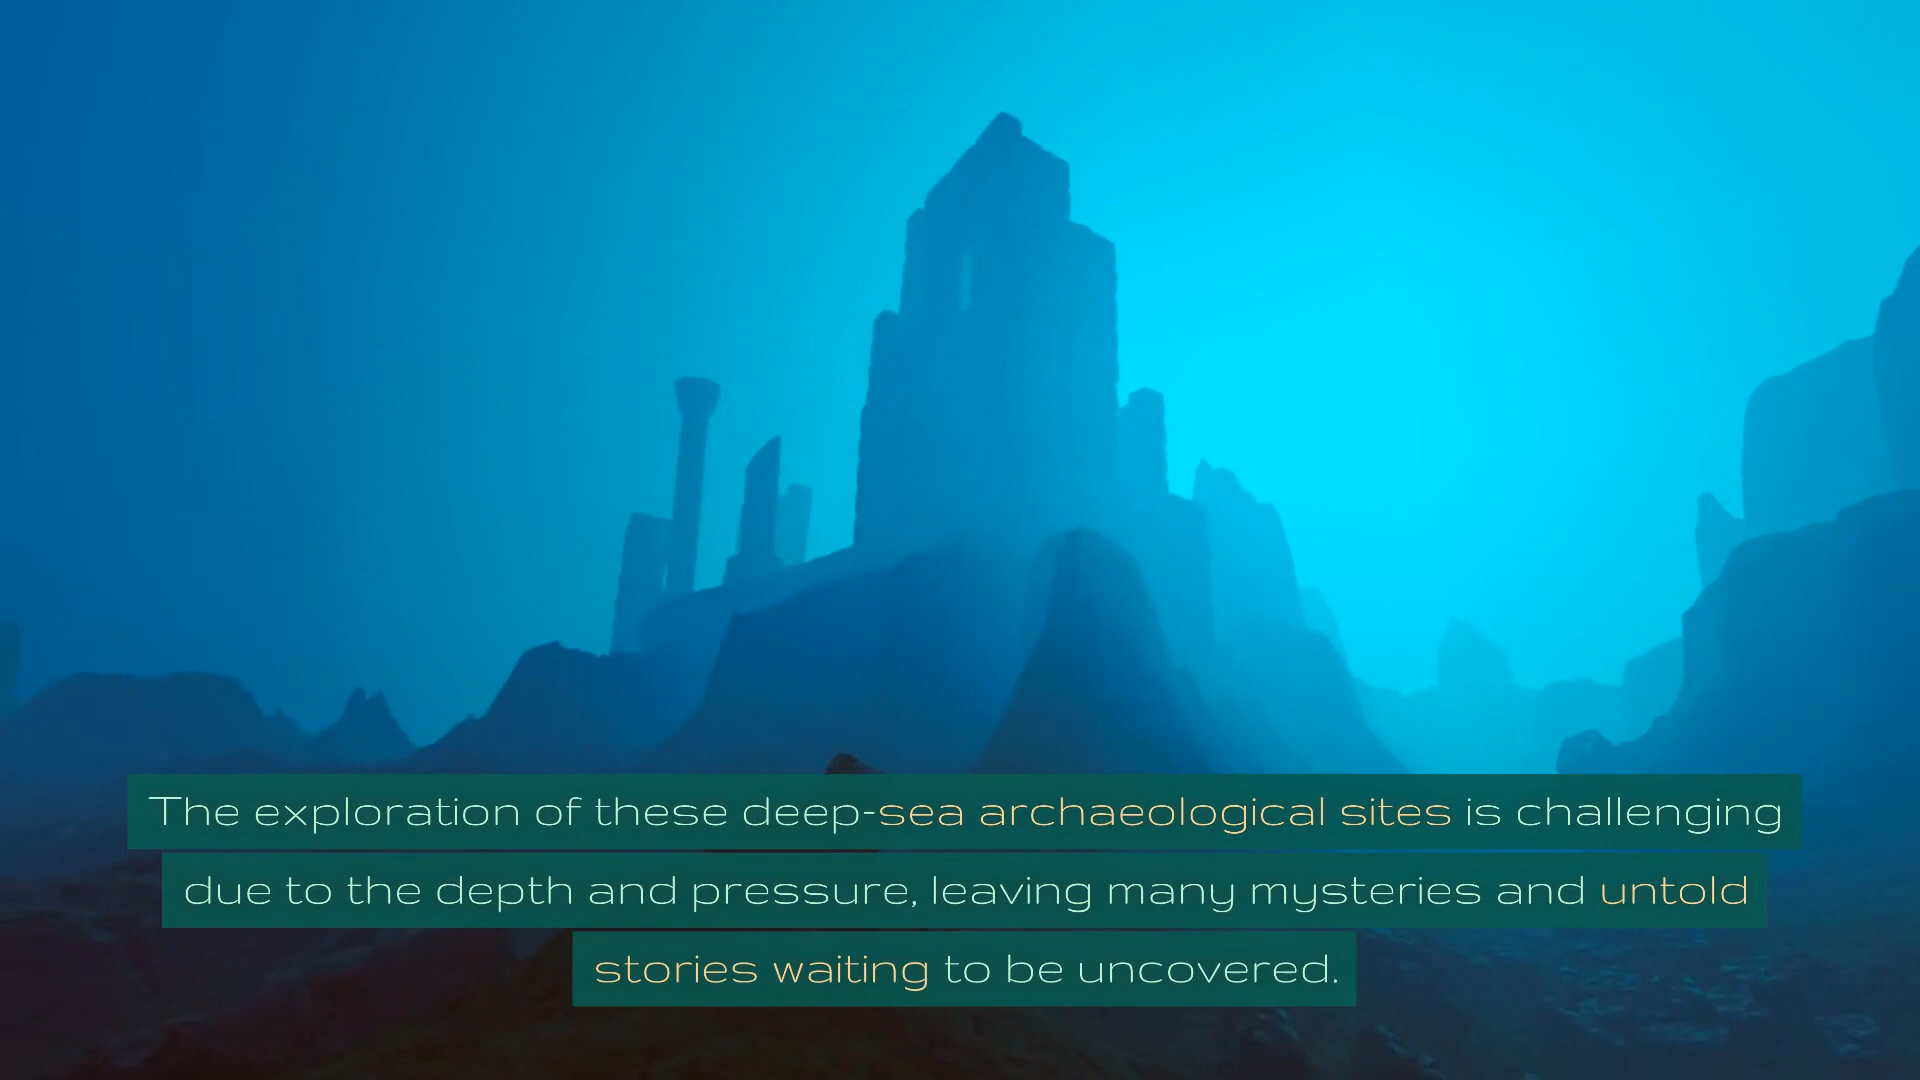 The exploration of these deep-sea archaeological sites is challenging
due to the depth and pressure, leaving many mysteries and untold
stories waiting to be uncovered.